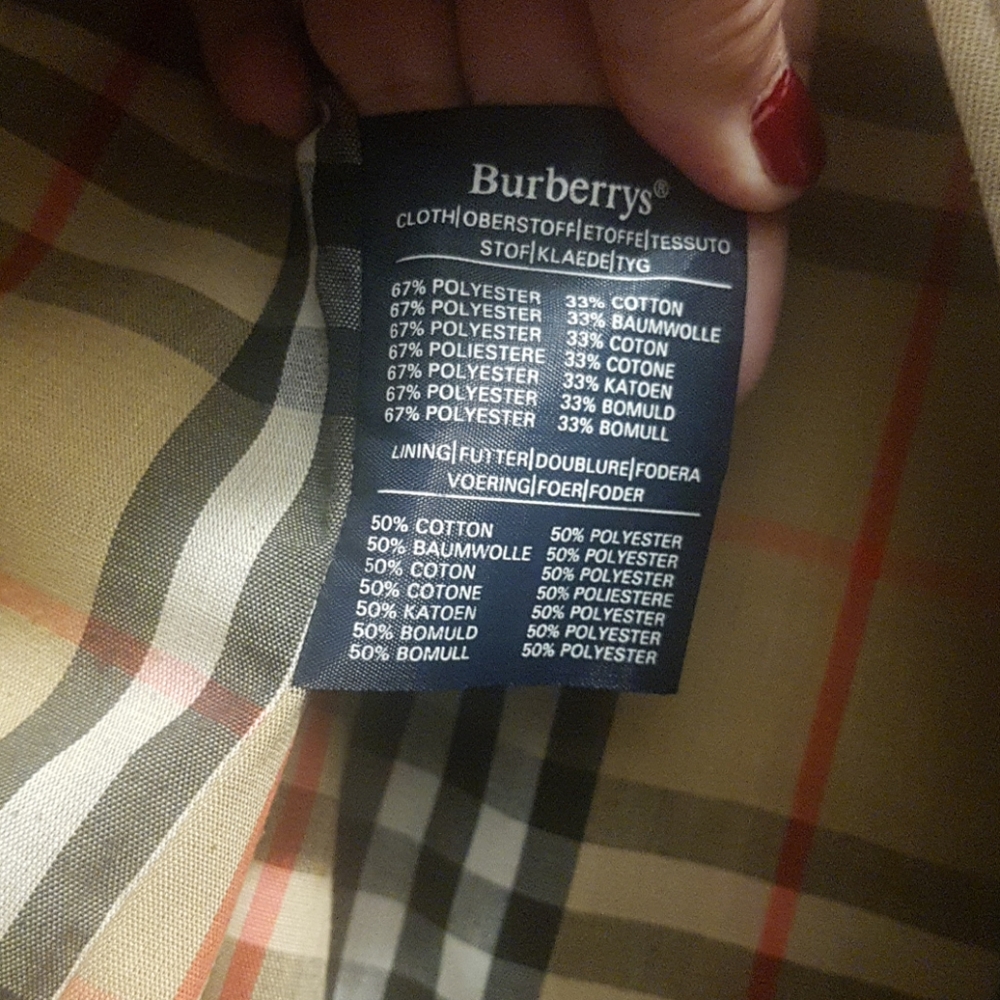 Burberrys®
CLOTH|OBERSTOFF|ETOFFE|TESSUTO
STOF|KLAEDE|TYG
67% POLYESTER 33% COTTON
67% POLYESTER 33% BAUMWOLLE
67% POLYESTER 33% COTON
67% POLIESTERE 33% COTONE
67% POLYESTER 33% KATOEN
67% POLYESTER 33% BOMULD
67% POLYESTER 33% BOMULL
LINING|FUTTER|DOUBLURE|FODERA
VOERING|FOER|FODER
50% COTTON 50% POLYESTER
50% BAUMWOLLE 50% POLYESTER
50% COTON 50% POLYESTER
50% COTONE 50% POLIESTERE
50% KATOEN 50% POLYESTER
50% BOMULD 50% POLYESTER
50% BOMULL 50% POLYESTER